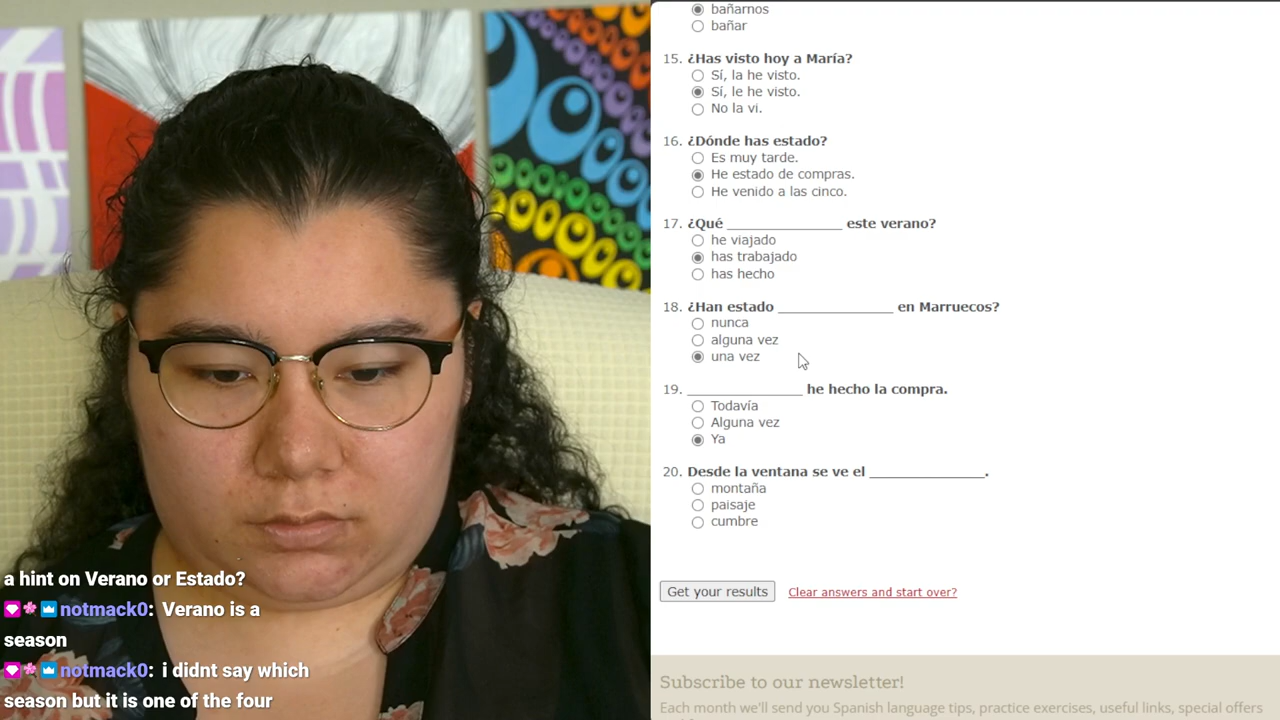 bañarnos
bañar
15. ¿Has visto hoy a María?
Sí, la he visto.
Sí, le he visto.
No la vi.
16. ¿Dónde has estado?
Es muy tarde.
He estado de compras.
He venido a las cinco.
17. ¿Qué ________________ este verano?
he viajado
has trabajado
has hecho
18. ¿Han estado ________________ en Marruecos?
nunca
alguna vez
una vez
19. ________________ he hecho la compra.
Todavía
Alguna vez
Ya
20. Desde la ventana se ve el ________________.
montaña
paisaje
cumbre
Get your results Clear answers and start over?
Subscribe to our newsletter!
Each month we'll send you Spanish language tips, practice exercises, useful links, special offers
a hint on Verano or Estado?
notmack0: Verano is a
season
notmack0: i didnt say which
season but it is one of the four